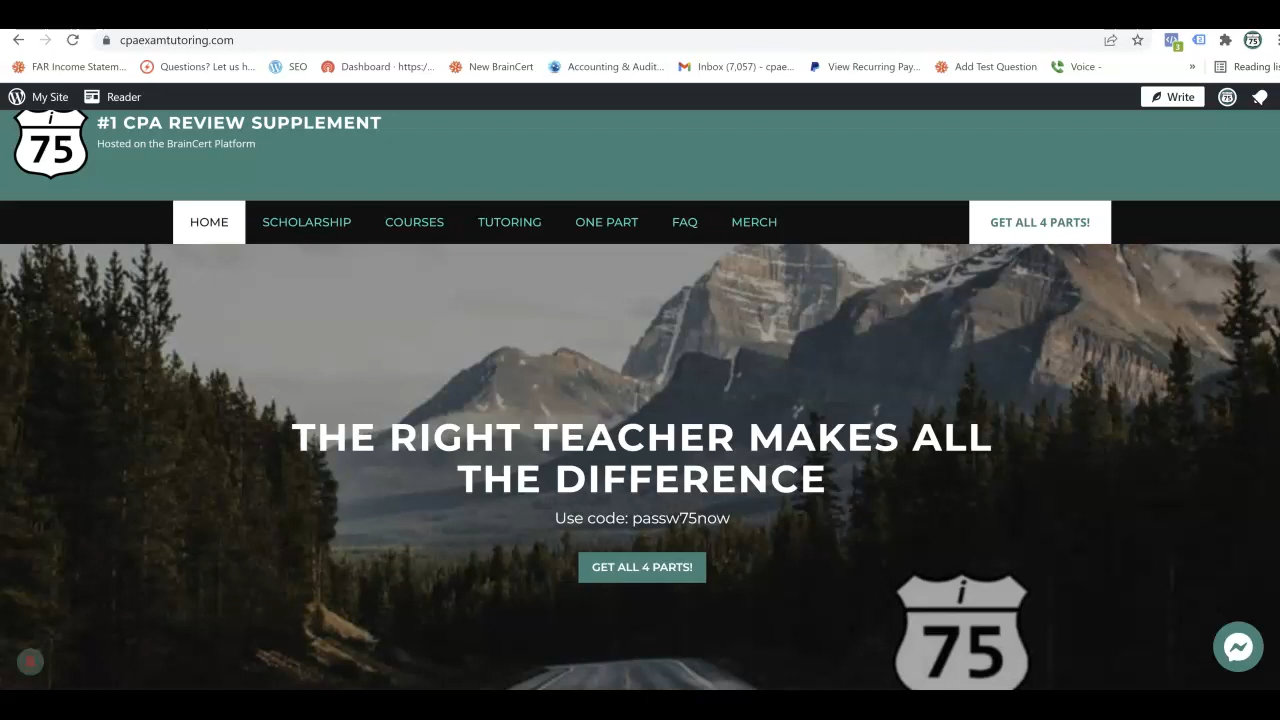 cpaexamtutoring.com
3
75
FAR Income Statem... Questions? Let us h... SEO Dashboard · https:/... New BrainCert Accounting & Audit... Inbox (7,057) - cpae... View Recurring Pay... Add Test Question Voice - » Reading lis
My Site Reader Write
i
75
#1 CPA REVIEW SUPPLEMENT
Hosted on the BrainCert Platform
HOME SCHOLARSHIP COURSES TUTORING ONE PART FAQ MERCH GET ALL 4 PARTS!
THE RIGHT TEACHER MAKES ALL
THE DIFFERENCE
Use code: passw75now
GET ALL 4 PARTS!
i
75